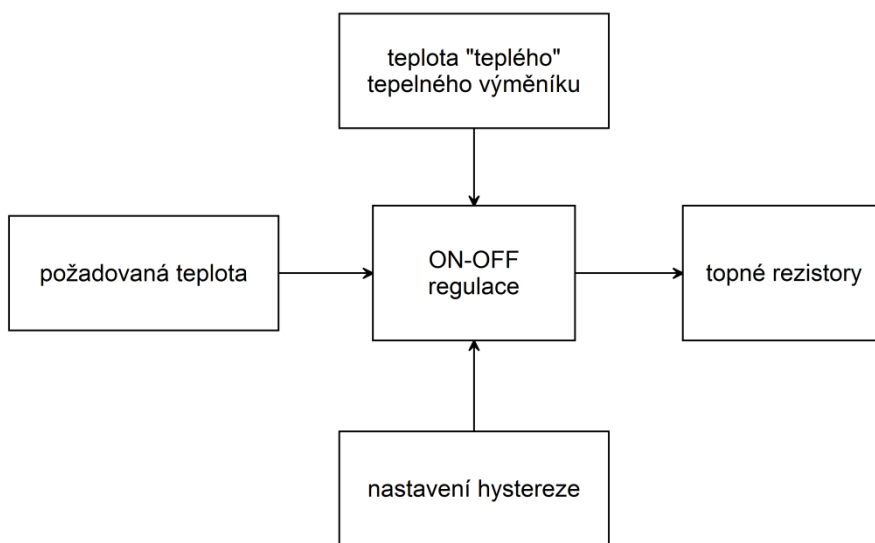 teplota "teplého"
tepelného výměníku
požadovaná teplota
ON-OFF
regulace
topné rezistory
nastavení hystereze